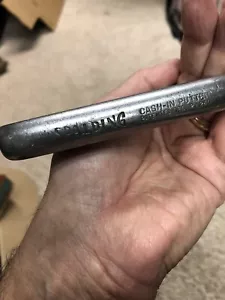 SPALDING CASH-IN PUTTER